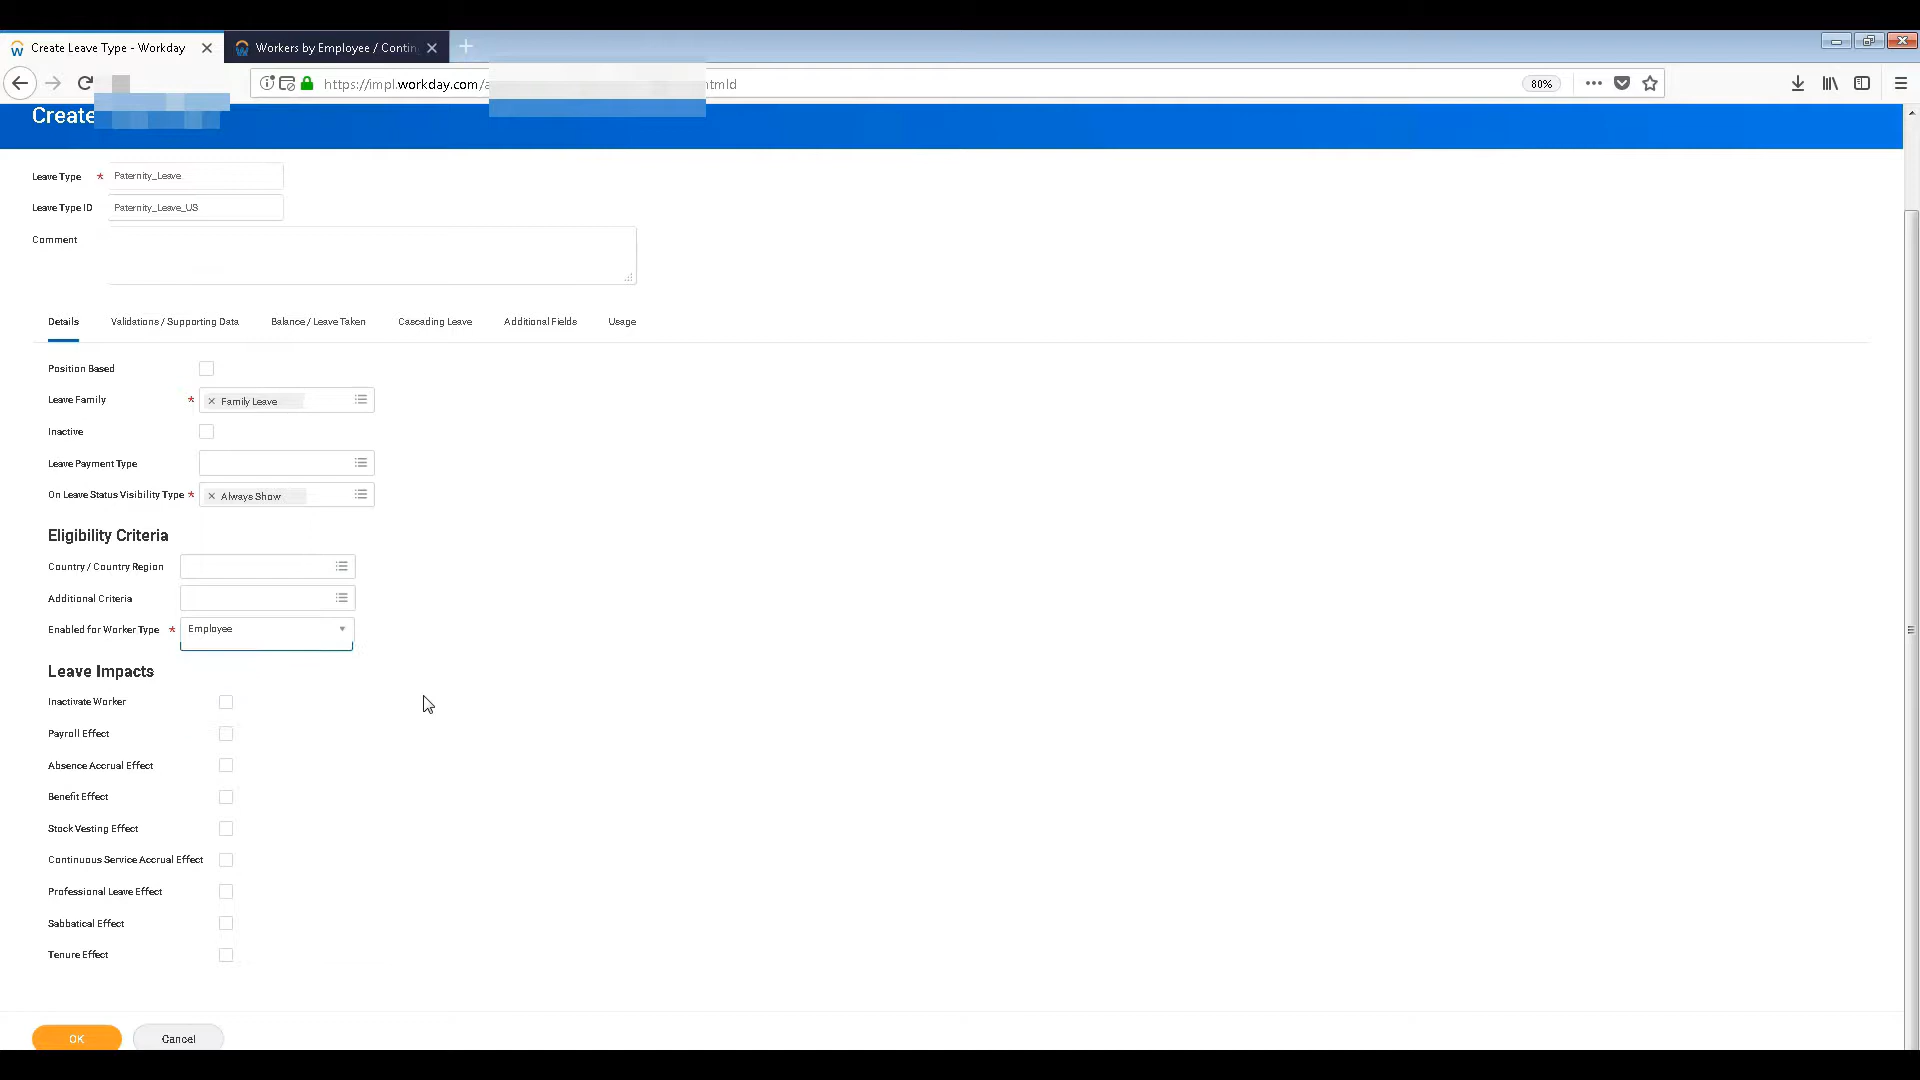 Create Leave Type - Workday
Workers by Employee / Contin
https://impl.workday.com/a
tmld
80%
Create
Leave Type *
Paternity_Leave
Leave Type ID
Paternity_Leave_US
Comment
Details
Validations / Supporting Data
Balance / Leave Taken
Cascading Leave
Additional Fields
Usage
Position Based
Leave Family *
× Family Leave
Inactive
Leave Payment Type
On Leave Status Visibility Type *
× Always Show
Eligibility Criteria
Country / Country Region
Additional Criteria
Enabled for Worker Type *
Employee
Leave Impacts
Inactivate Worker
Payroll Effect
Absence Accrual Effect
Benefit Effect
Stock Vesting Effect
Continuous Service Accrual Effect
Professional Leave Effect
Sabbatical Effect
Tenure Effect
OK
Cancel